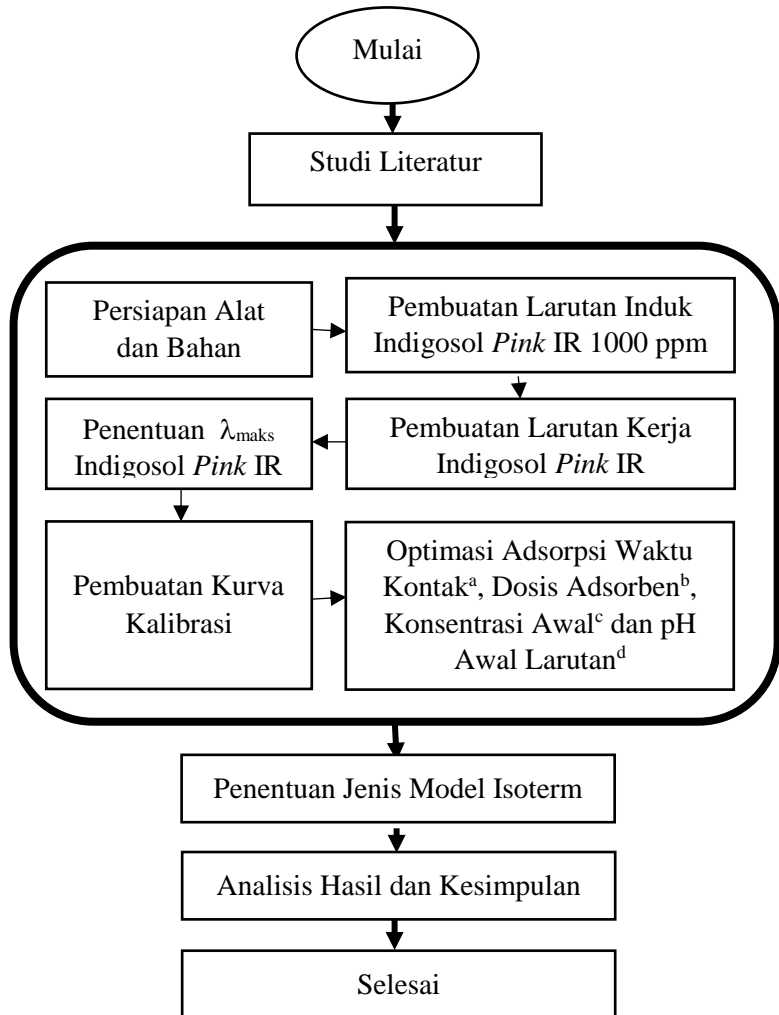 Mulai
Studi Literatur
Persiapan Alat
dan Bahan
Pembuatan Larutan Induk
Indigosol Pink IR 1000 ppm
Pembuatan Larutan Kerja
Indigosol Pink IR
Penentuan λmaks
Indigosol Pink IR
Pembuatan Kurva
Kalibrasi
Optimasi Adsorpsi Waktu
Kontakᵃ, Dosis Adsorbenᵇ,
Konsentrasi Awalᶜ dan pH
Awal Larutanᵈ
Penentuan Jenis Model Isoterm
Analisis Hasil dan Kesimpulan
Selesai